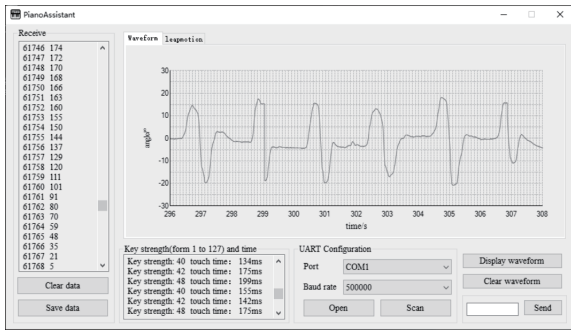 PianoAssistant
Receive
61746 174
61747 172
61748 170
61749 168
61750 166
61751 163
61752 160
61753 155
61754 150
61755 144
61756 137
61757 129
61758 120
61759 111
61760 101
61761 91
61762 80
61763 70
61764 59
61765 48
61766 35
61767 21
61768 5
Clear data
Save data
Waveform leapmotion
30
20
10
0
-10
-20
-30
angle/°
296 297 298 299 300 301 302 303 304 305 306 307 308
time/s
Key strength(form 1 to 127) and time
Key strength: 40 touch time: 134ms
Key strength: 42 touch time: 175ms
Key strength: 48 touch time: 199ms
Key strength: 40 touch time: 155ms
Key strength: 42 touch time: 142ms
Key strength: 48 touch time: 175ms
UART Configuration
Port COM1
Baud rate 500000
Open Scan
Display waveform
Clear waveform
Send